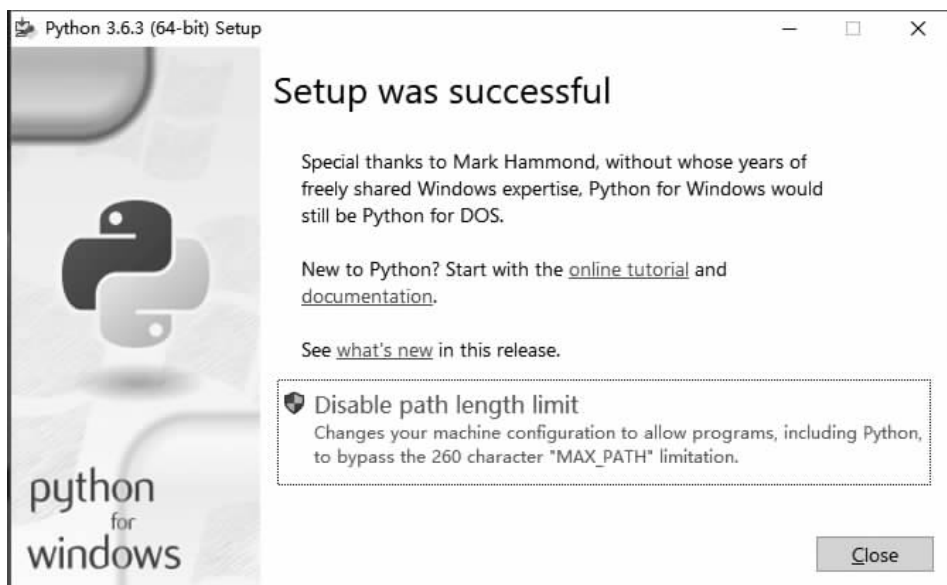 Python 3.6.3 (64-bit) Setup
Setup was successful
Special thanks to Mark Hammond, without whose years of
freely shared Windows expertise, Python for Windows would
still be Python for DOS.
New to Python? Start with the online tutorial and
documentation.
See what's new in this release.
Disable path length limit
Changes your machine configuration to allow programs, including Python,
to bypass the 260 character "MAX_PATH" limitation.
python
for
windows
Close